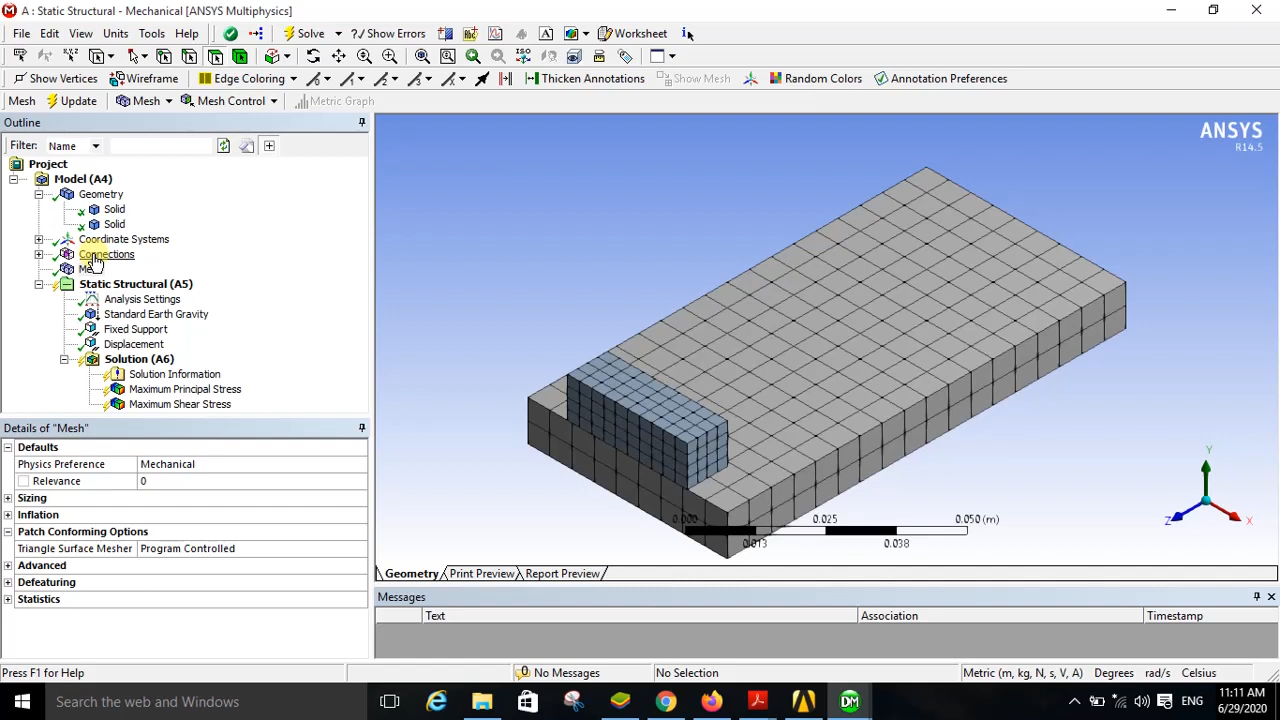 A : Static Structural - Mechanical [ANSYS Multiphysics]
File Edit View Units Tools Help Solve Show Errors A Worksheet i
Show Vertices Wireframe Edge Coloring Thicken Annotations Show Mesh Random Colors Annotation Preferences
Mesh Update Mesh Mesh Control Metric Graph
Outline
Filter: Name
Project
Model (A4)
Geometry
Solid
Solid
Coordinate Systems
Connections
Me
Static Structural (A5)
Analysis Settings
Standard Earth Gravity
Fixed Support
Displacement
Solution (A6)
Solution Information
Maximum Principal Stress
Maximum Shear Stress
Details of "Mesh"
Defaults
Physics Preference Mechanical
Relevance 0
Sizing
Inflation
Patch Conforming Options
Triangle Surface Mesher Program Controlled
Advanced
Defeaturing
Statistics
ANSYS
R14.5
Y
Z
X
0.000 0.025 0.050 (m)
0.013 0.038
Geometry Print Preview Report Preview
Messages
Text Association Timestamp
Press F1 for Help 0 No Messages No Selection Metric (m, kg, N, s, V, A) Degrees rad/s Celsius
Search the web and Windows
DM
ENG
11:11 AM
6/29/2020